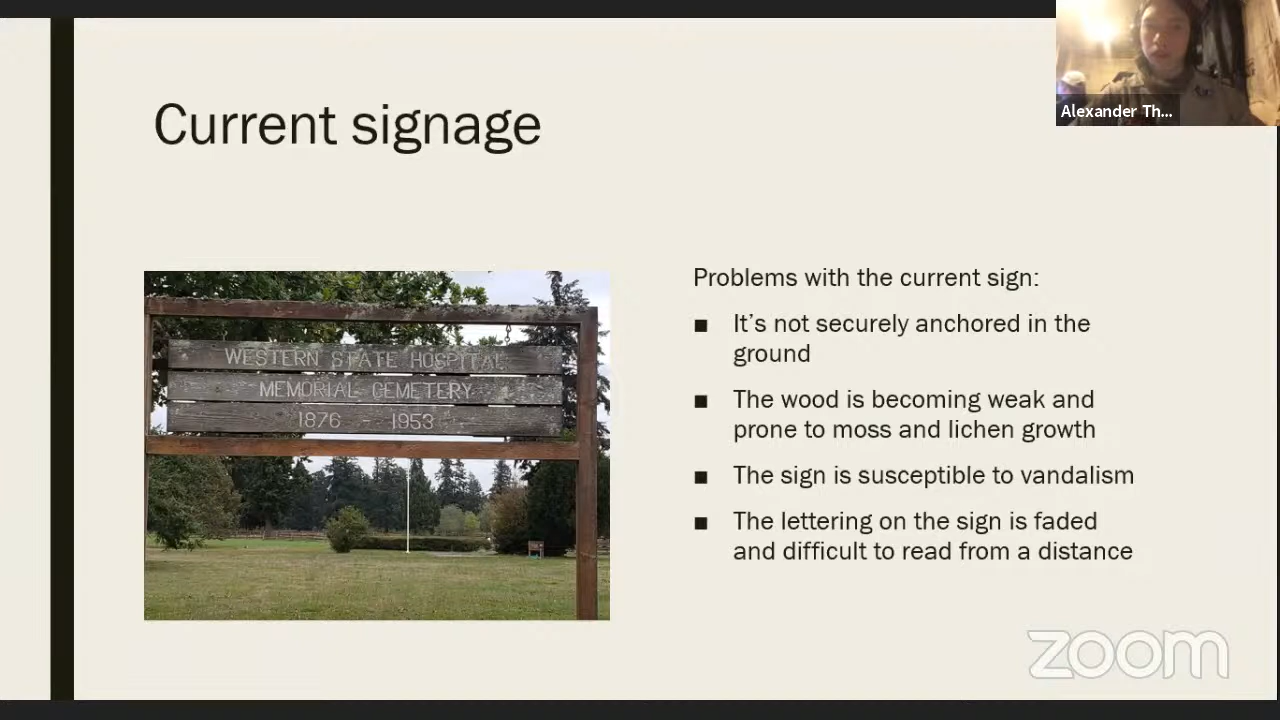 Alexander Th...
Current signage
WESTERN STATE HOSPITAL
MEMORIAL CEMETERY
1876 - 1953
Problems with the current sign:
■ It’s not securely anchored in the
ground
■ The wood is becoming weak and
prone to moss and lichen growth
■ The sign is susceptible to vandalism
■ The lettering on the sign is faded
and difficult to read from a distance
zoom